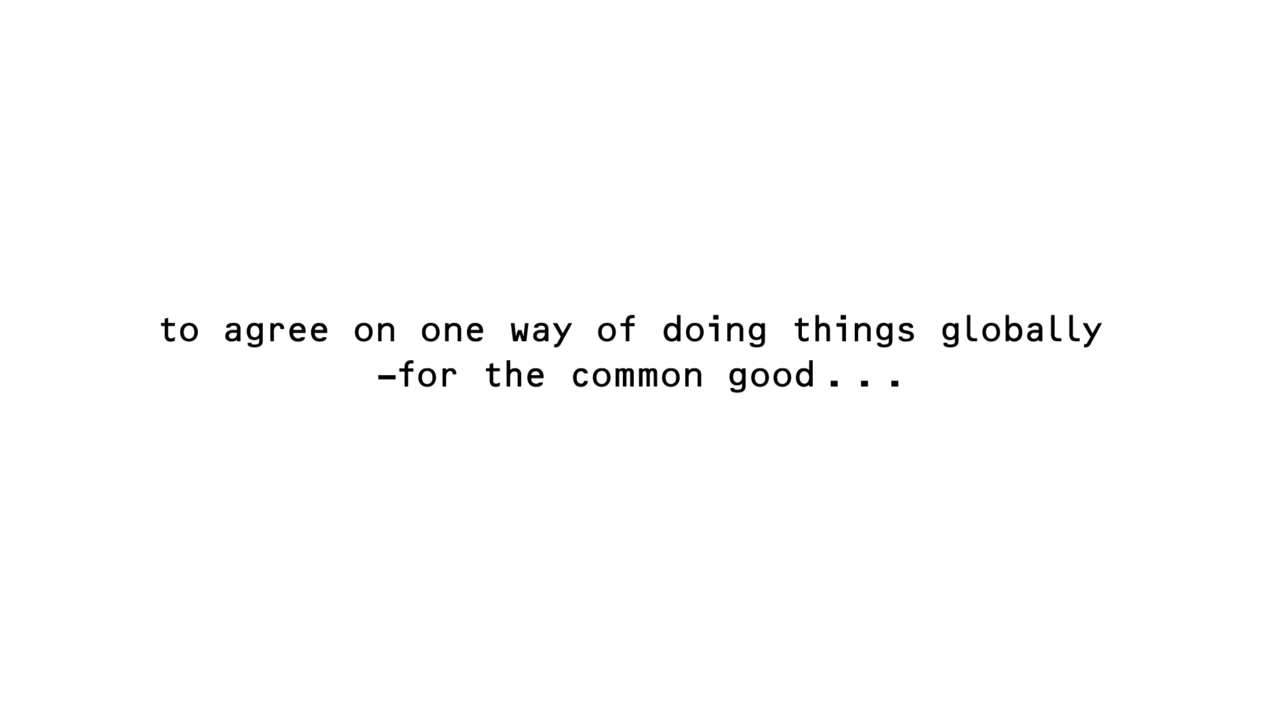 to agree on one way of doing things globally
–for the common good...